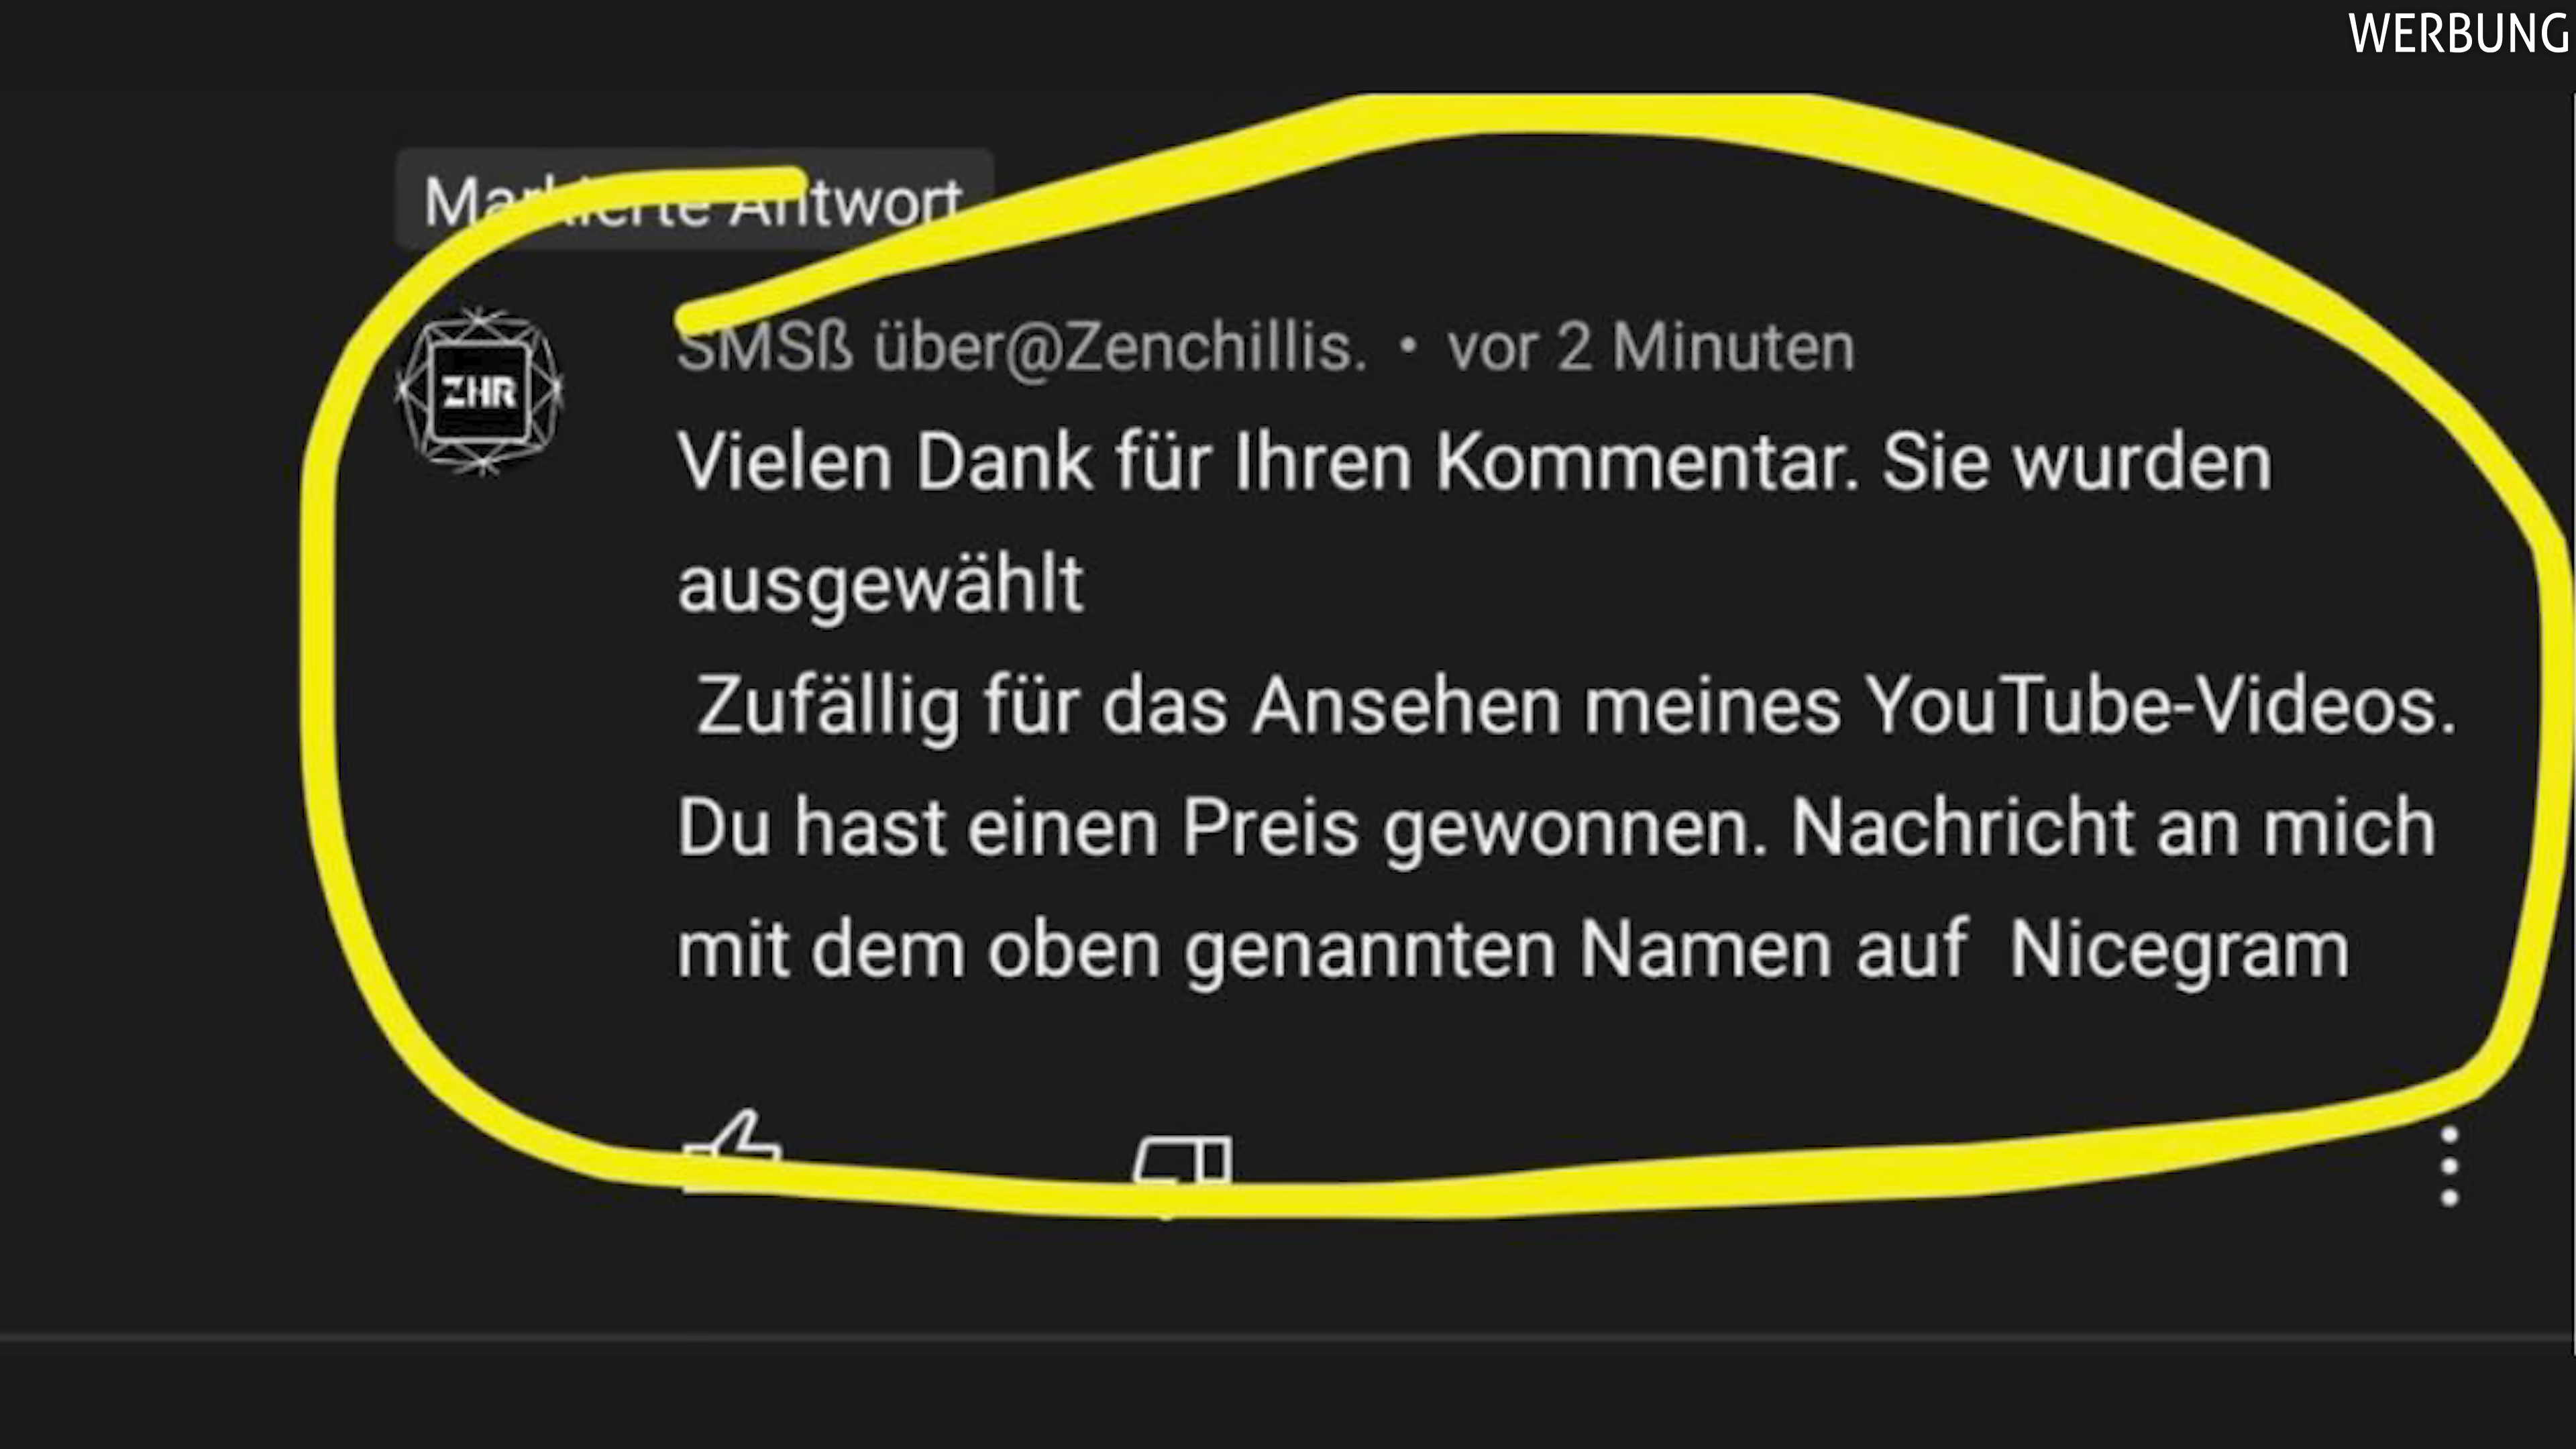 WERBUNG
Markierte Antwort
ZHR
SMSß über@Zenchillis. • vor 2 Minuten
Vielen Dank für Ihren Kommentar. Sie wurden
ausgewählt
Zufällig für das Ansehen meines YouTube-Videos.
Du hast einen Preis gewonnen. Nachricht an mich
mit dem oben genannten Namen auf Nicegram